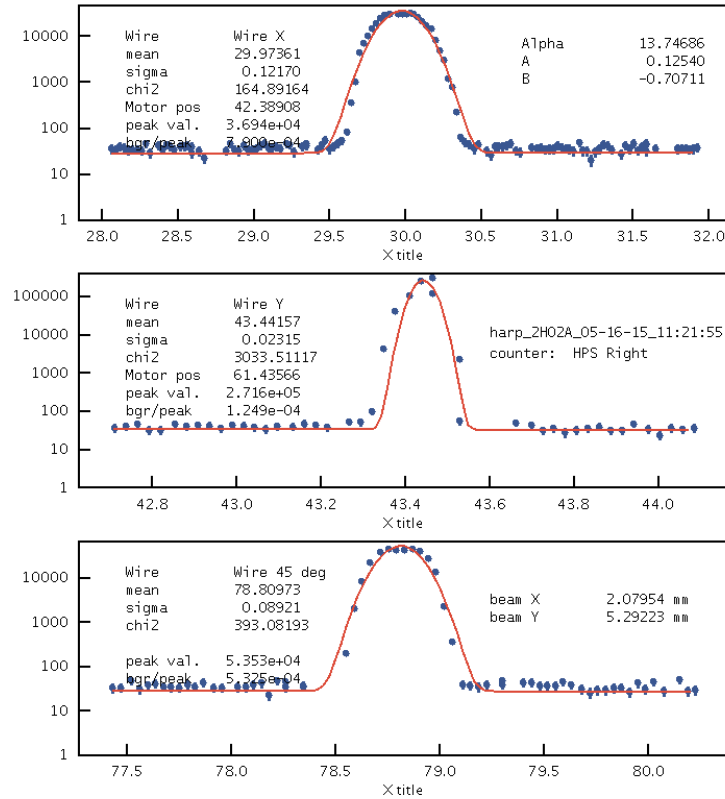 10000
1000
100
10
1
Wire Wire X
mean 29.97361
sigma 0.12170
chi2 164.89164
Motor pos 42.38908
peak val. 3.694e+04
bgr/peak 7.900e-04
Alpha 13.74686
A 0.12540
B -0.70711
28.0 28.5 29.0 29.5 30.0 30.5 31.0 31.5 32.0
X title
100000
10000
1000
100
10
1
Wire Wire Y
mean 43.44157
sigma 0.02315
chi2 3033.51117
Motor pos 61.43566
peak val. 2.716e+05
bgr/peak 1.249e-04
harp_2H02A_05-16-15_11:21:55
counter: HPS Right
42.8 43.0 43.2 43.4 43.6 43.8 44.0
X title
10000
1000
100
10
1
Wire Wire 45 deg
mean 78.80973
sigma 0.08921
chi2 393.08193
peak val. 5.353e+04
bgr/peak 5.325e-04
beam X 2.07954 mm
beam Y 5.29223 mm
77.5 78.0 78.5 79.0 79.5 80.0
X title